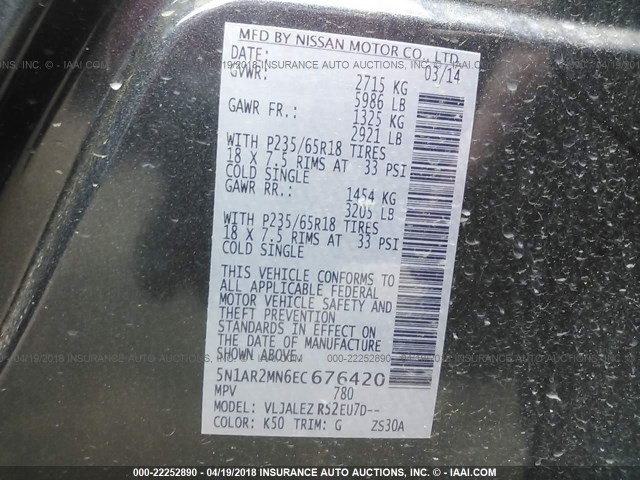 MFD BY NISSAN MOTOR CO., LTD.
DATE: 03/14
GVWR: 2715 KG
5986 LB
GAWR FR.: 1325 KG
2921 LB
WITH P235/65R18 TIRES
18 X 7.5 RIMS AT 33 PSI
COLD SINGLE
GAWR RR.: 1454 KG
3205 LB
WITH P235/65R18 TIRES
18 X 7.5 RIMS AT 33 PSI
COLD SINGLE
THIS VEHICLE CONFORMS TO
ALL APPLICABLE FEDERAL
MOTOR VEHICLE SAFETY AND
THEFT PREVENTION
STANDARDS IN EFFECT ON
THE DATE OF MANUFACTURE
SHOWN ABOVE.
5N1AR2MN6EC676420
MPV 780
MODEL: VLJALEZ R52EU7D--
COLOR: K50 TRIM: G ZS30A
000-22252890 - 04/19/2018 INSURANCE AUTO AUCTIONS, INC. © - IAAI.COM